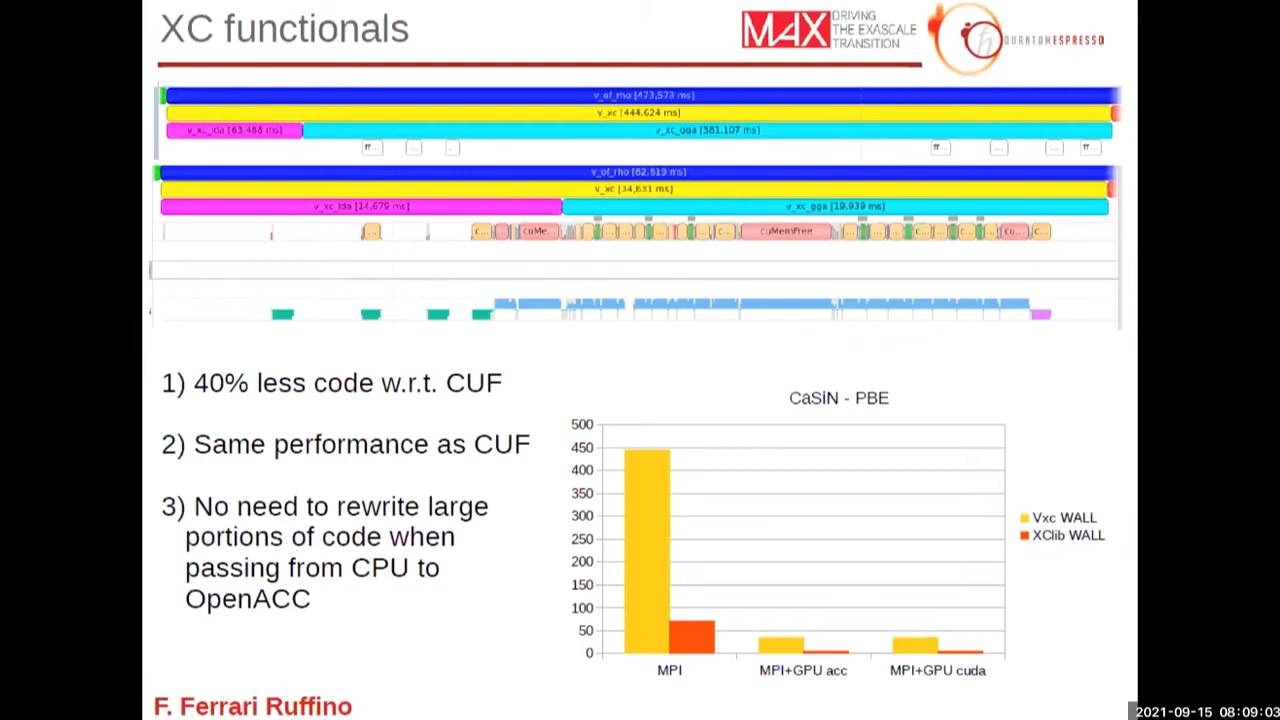 XC functionals
MAX DRIVING
THE EXASCALE
TRANSITION
QUANTUMESPRESSO
v_of_rho [473,573 ms]
v_xc [444,624 ms]
v_xc_lda [63,488 ms] v_xc_gga [381,107 ms]
ff... ... ... ff... ... ... ff...
v_of_rho [62,619 ms]
v_xc [34,631 ms]
v_xc_lda [14,679 ms] v_xc_gga [19,939 ms]
... c... ... cuMe... ... ... ... ... ... c... cuMemFree ... ... ... c... ... c... ... cu... c...
1) 40% less code w.r.t. CUF
2) Same performance as CUF
3) No need to rewrite large
portions of code when
passing from CPU to
OpenACC
CaSiN - PBE
500
450
400
350
300
250
200
150
100
50
0
MPI MPI+GPU acc MPI+GPU cuda
Vxc WALL
XClib WALL
F. Ferrari Ruffino
2021-09-15 08:09:03